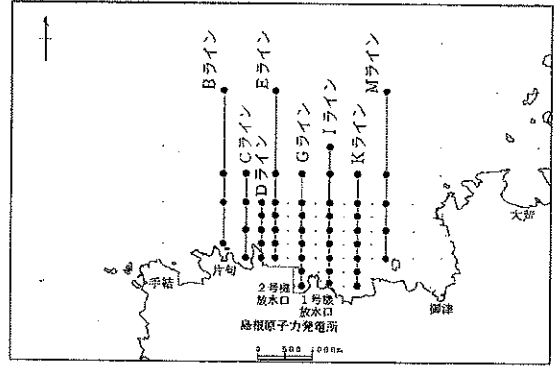 Bライン
Cライン
Dライン
Eライン
Gライン
Iライン
Kライン
Mライン
手結
片句
2号機
放水口
1号機
放水口
島根原子力発電所
御津
大芦
0 500 1000m